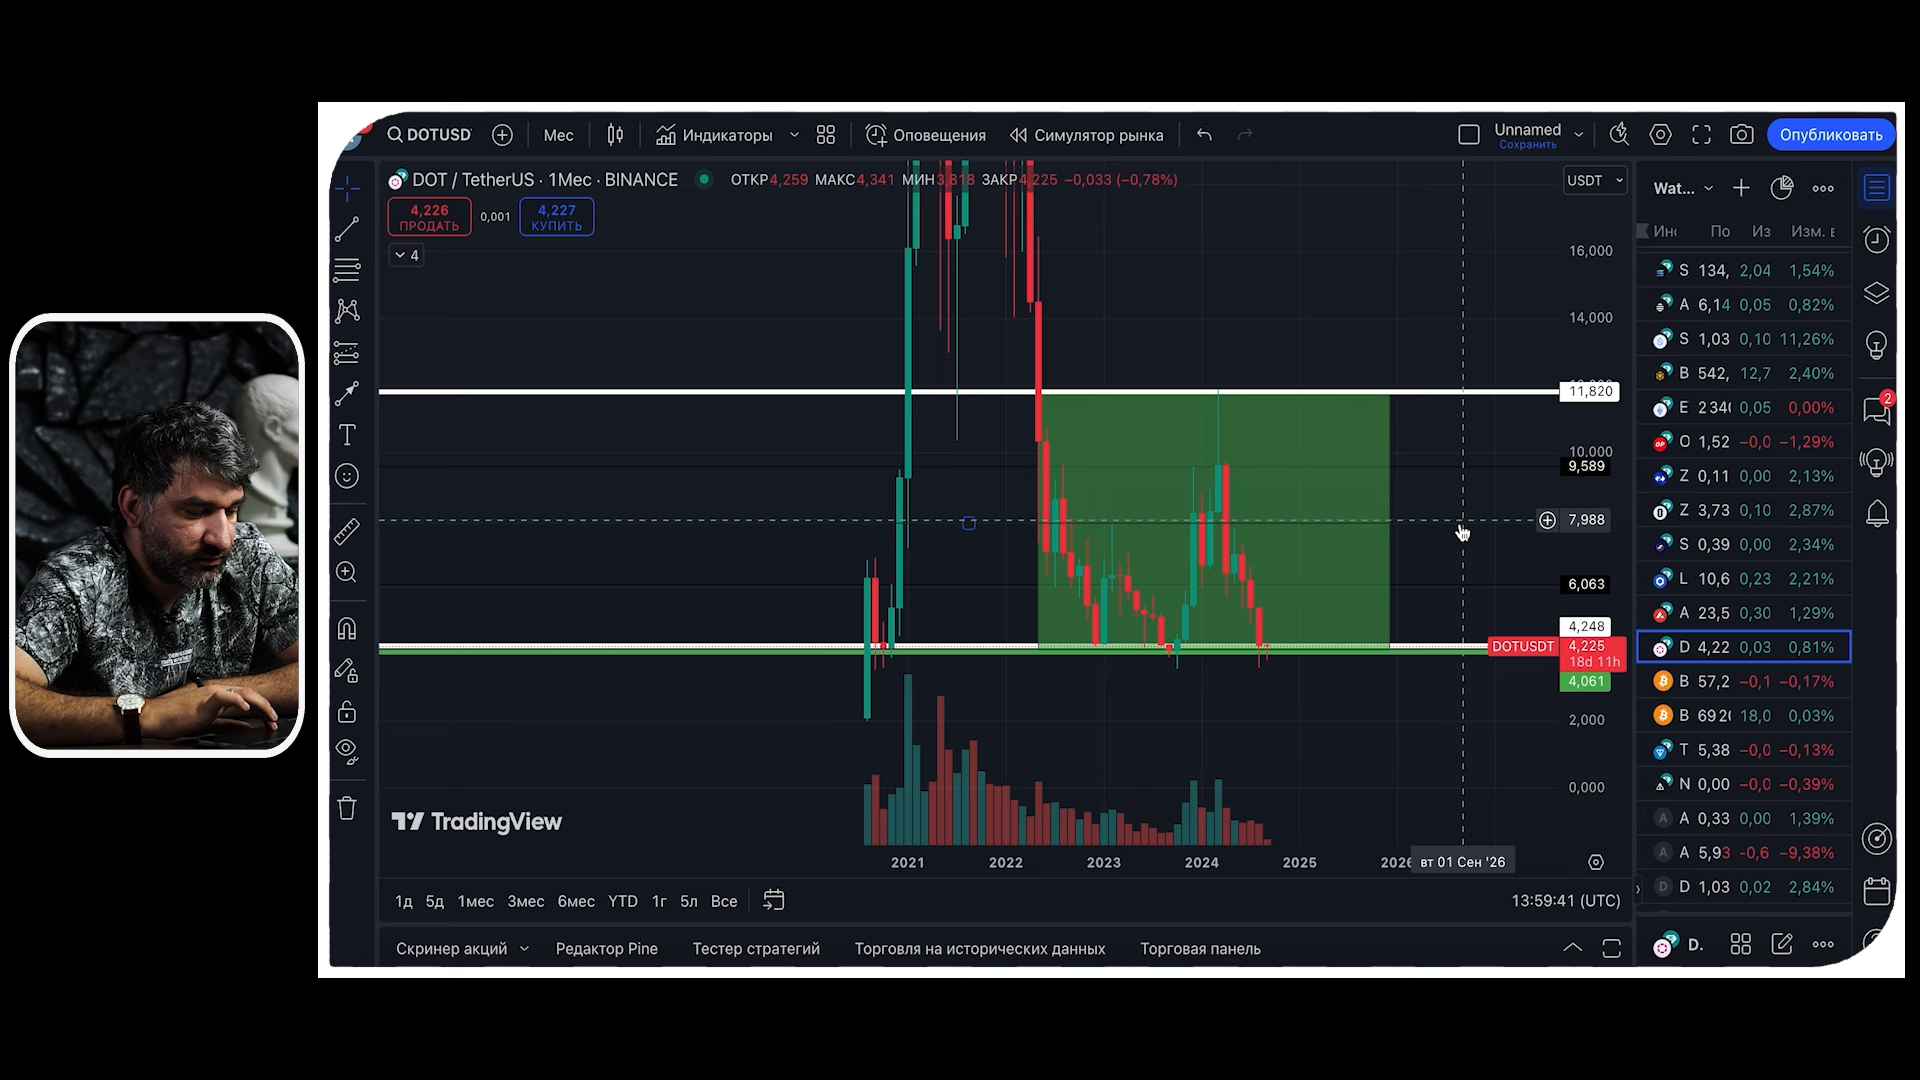 DOTUSD
Мес
Индикаторы
Оповещения
Симулятор рынка
Unnamed
Сохранить
Опубликовать
DOT / TetherUS · 1Мес · BINANCE
ОТКР4,259 МАКС4,341 МИН3,818 ЗАКР4,225 −0,033 (−0,78%)
USDT
4,226
ПРОДАТЬ
0,001
4,227
КУПИТЬ
4
16,000
14,000
11,820
10,000
9,589
7,988
6,063
4,248
DOTUSDT 4,225
18d 11h
4,061
2,000
0,000
TradingView
2021 2022 2023 2024 2025 2026
вт 01 Сен '26
1д 5д 1мес 3мес 6мес YTD 1г 5л Все
13:59:41 (UTC)
Скринер акций
Редактор Pine
Тестер стратегий
Торговля на исторических данных
Торговая панель
Wat...
По Из Изм.
S 134, 2,04 1,54%
A 6,14 0,05 0,82%
S 1,03 0,10 11,26%
B 542, 12,7 2,40%
E 234 0,05 0,00%
O 1,52 −0,0 −1,29%
Z 0,11 0,00 2,13%
Z 3,73 0,10 2,87%
S 0,39 0,00 2,34%
L 10,6 0,23 2,21%
A 23,5 0,30 1,29%
D 4,22 0,03 0,81%
B 57,2 −0,1 −0,17%
B 692 18,0 0,03%
T 5,38 −0,0 −0,13%
N 0,00 −0,0 −0,39%
A A 0,33 0,00 1,39%
A A 5,93 −0,6 −9,38%
D D 1,03 0,02 2,84%
D.
2